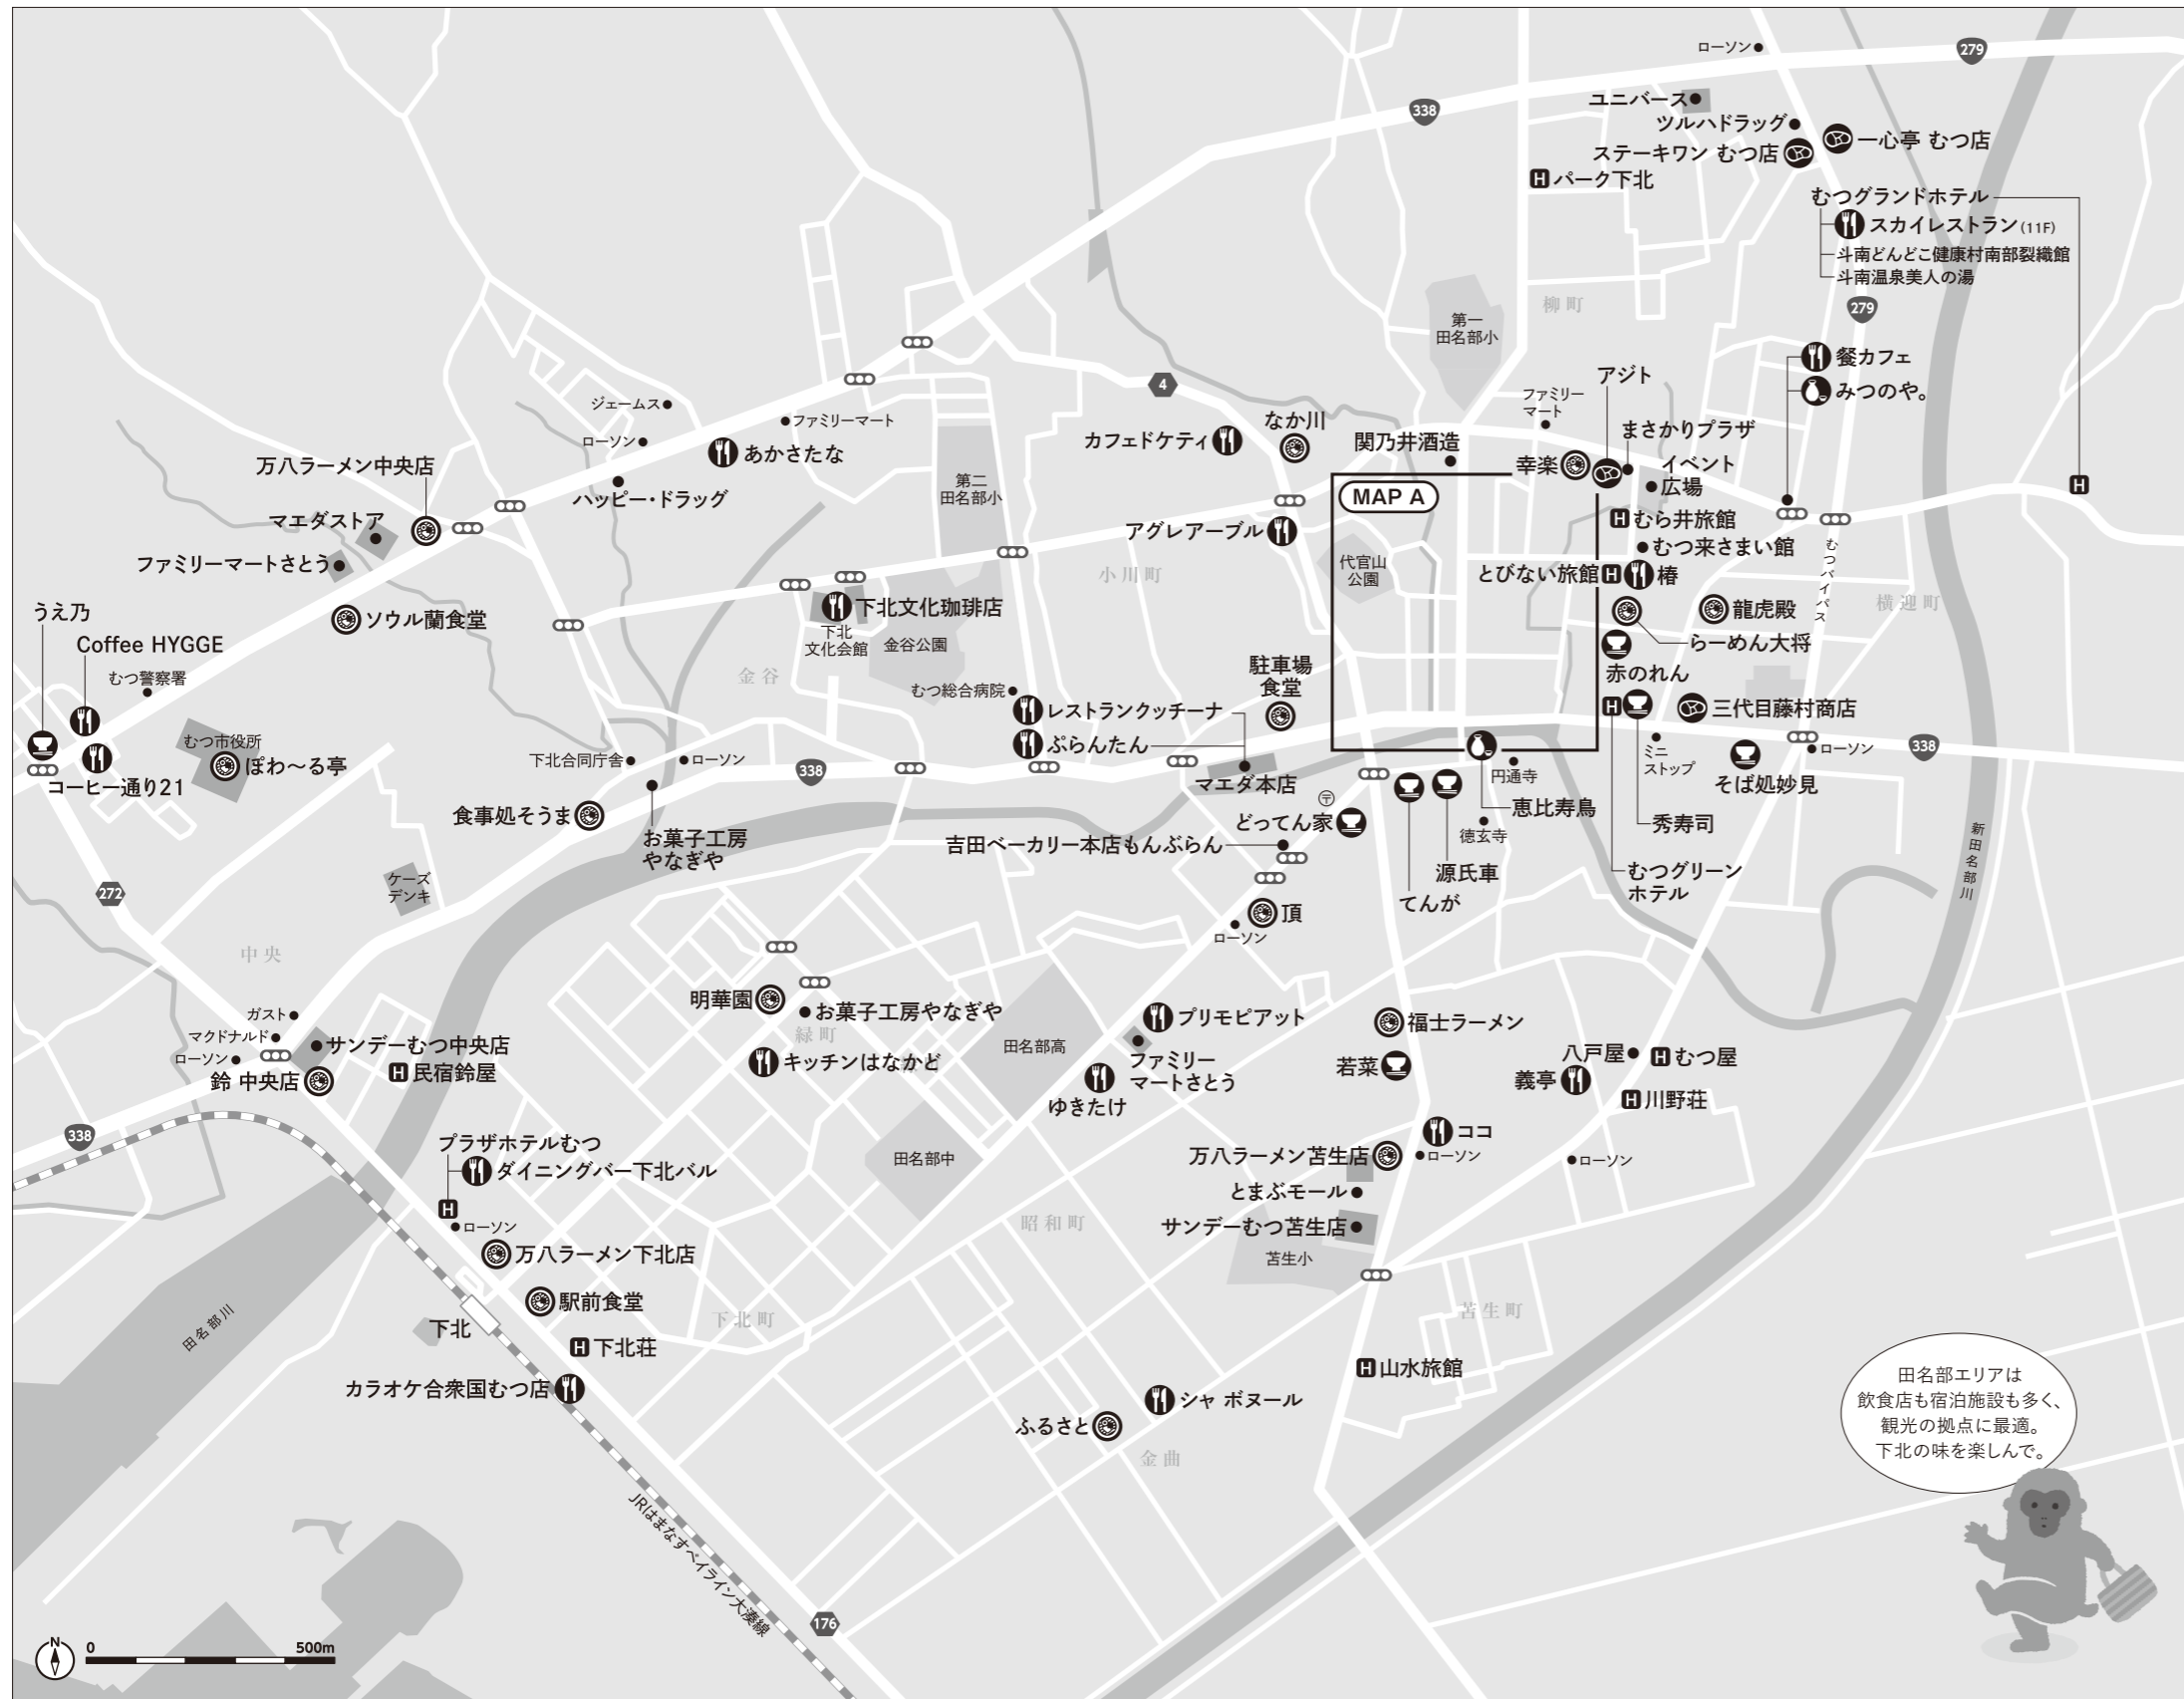 ローソン
279
338
ユニバース
ツルハドラッグ
一心亭 むつ店
ステーキワン むつ店
H パーク下北
むつグランドホテル
スカイレストラン(11F)
斗南どんどこ健康村南部裂織館
斗南温泉美人の湯
柳町
第一
田名部小
279
餐カフェ
みつのや。
アジト
ファミリー
マート
まさかりプラザ
4
ジェームス
ファミリーマート
ローソン
あかさたな
カフェドケティ
なか川
関乃井酒造
幸楽
イベント
広場
H
万八ラーメン中央店
ハッピー・ドラッグ
第二
田名部小
MAP A
マエダストア
アグレアーブル
H むら井旅館
むつ来さまい館
むつバイパス
ファミリーマートさとう
小川町
代官山
公園
とびない旅館 H 椿
横迎町
うえ乃
ソウル蘭食堂
下北文化珈琲店
龍虎殿
Coffee HYGGE
下北
文化会館
金谷公園
らーめん大将
むつ警察署
金谷
駐車場
食堂
赤のれん
むつ総合病院
レストランクッチーナ
H
三代目藤村商店
ぷらんたん
むつ市役所
ぽわ～る亭
下北合同庁舎
ローソン
338
マエダ本店
円通寺
ミニ
ストップ
ローソン
338
コーヒー通り21
そば処妙見
食事処そうま
〒
どってん家
恵比寿鳥
秀寿司
お菓子工房
やなぎや
吉田ベーカリー本店もんぶらん
徳玄寺
新田名部川
源氏車
むつグリーン
ホテル
ケーズ
デンキ
272
てんが
頂
ローソン
中央
明華園
お菓子工房やなぎや
緑町
プリモピアット
福士ラーメン
ガスト
マクドナルド
ローソン
サンデーむつ中央店
田名部高
ファミリー
マートさとう
若菜
八戸屋
H むつ屋
鈴 中央店
H 民宿鈴屋
キッチンはなかど
ゆきたけ
義亭
H 川野荘
338
プラザホテルむつ
ダイニングバー下北バル
H
ローソン
田名部中
ココ
万八ラーメン苫生店
ローソン
ローソン
とまぶモール
昭和町
サンデーむつ苫生店
苫生小
万八ラーメン下北店
駅前食堂
下北町
苫生町
田名部川
下北
H 下北荘
H 山水旅館
カラオケ合衆国むつ店
シャ ボヌール
ふるさと
金曲
田名部エリアは
飲食店も宿泊施設も多く、
観光の拠点に最適。
下北の味を楽しんで。
JRはまなすベイライン大湊線
176
N
0 500m